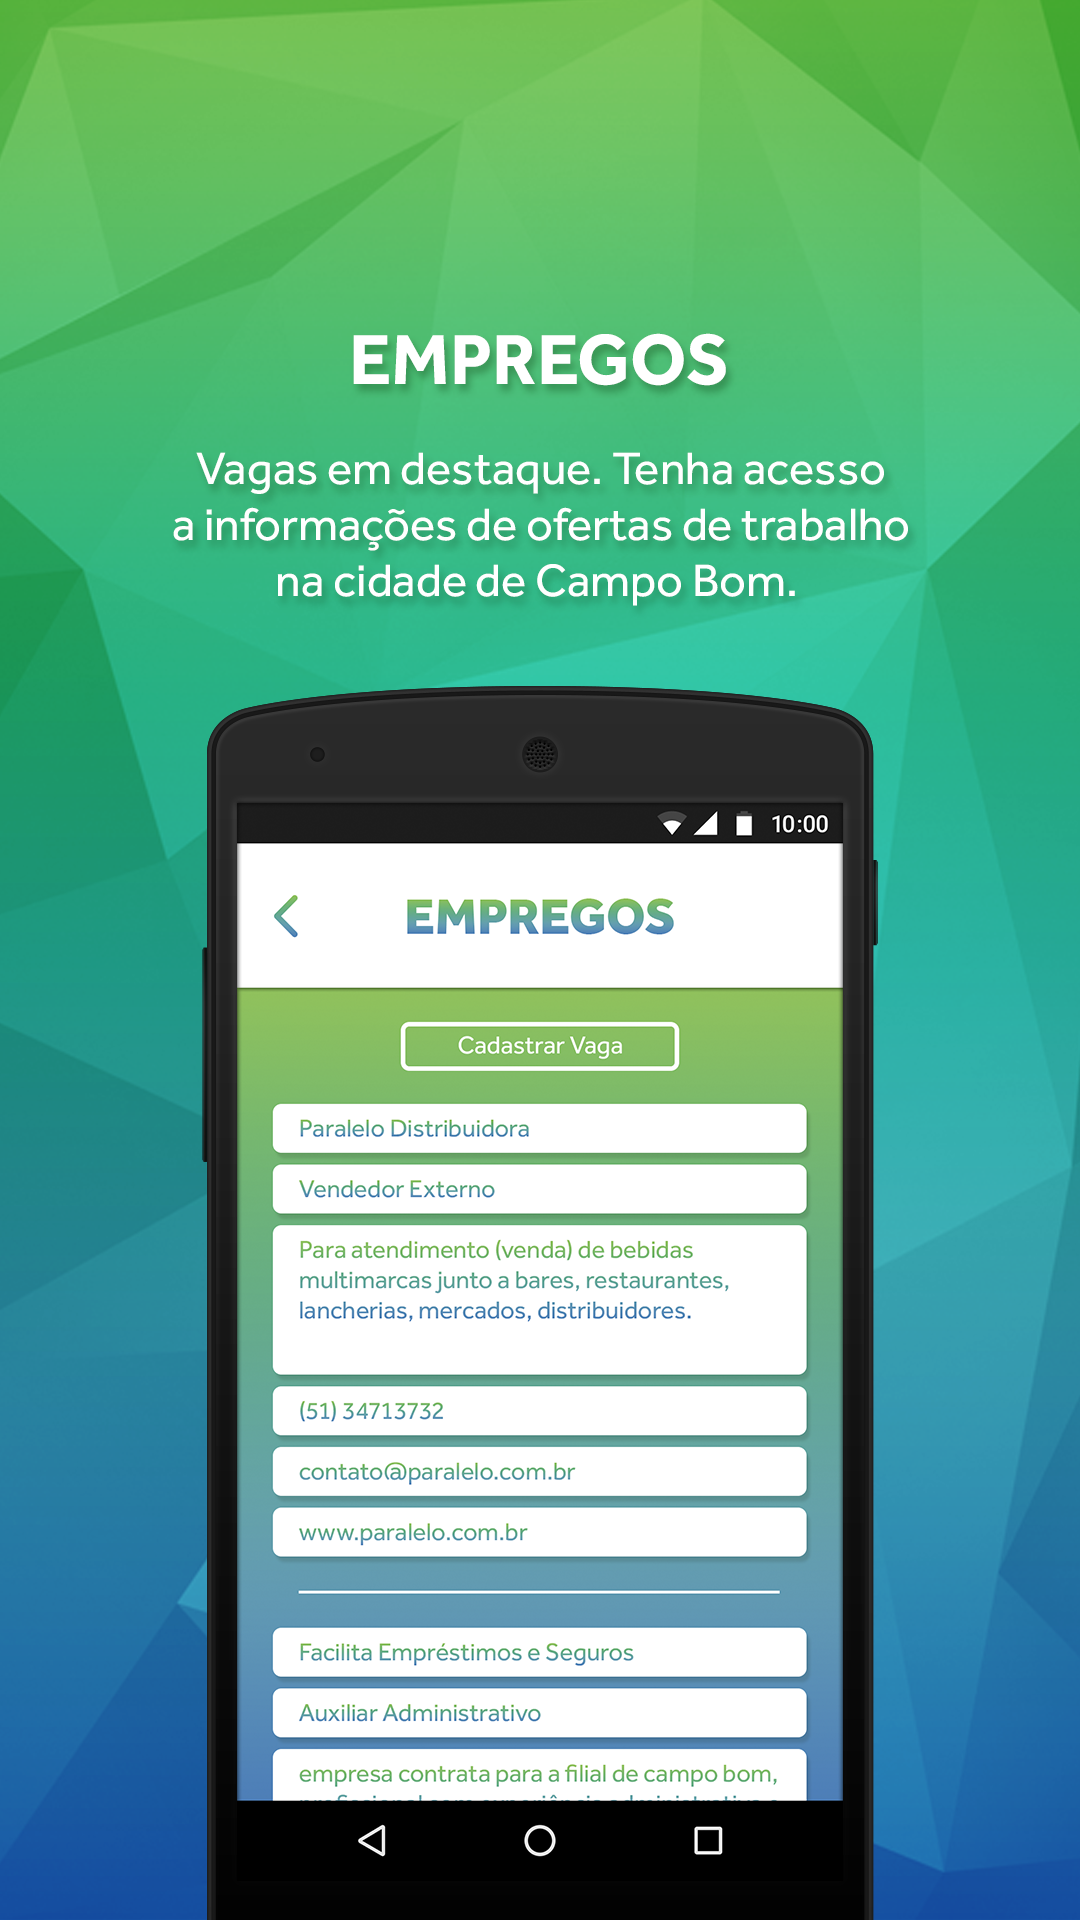 EMPREGOS
Vagas em destaque. Tenha acesso
a informações de ofertas de trabalho
na cidade de Campo Bom.
10:00
EMPREGOS
Cadastrar Vaga
Paralelo Distribuidora
Vendedor Externo
Para atendimento (venda) de bebidas
multimarcas junto a bares, restaurantes,
lancherias, mercados, distribuidores.
(51) 34713732
contato@paralelo.com.br
www.paralelo.com.br
Facilita Empréstimos e Seguros
Auxiliar Administrativo
empresa contrata para a filial de campo bom,